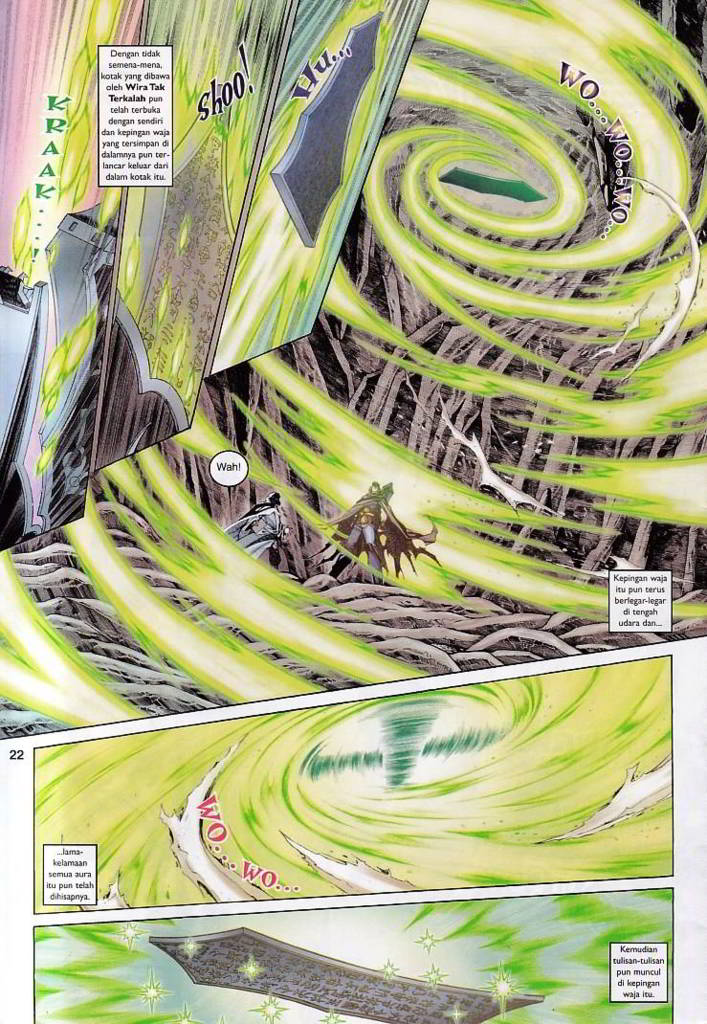 Dengan tidak
semena-mena,
kotak yang dibawa
oleh Wira Tak
Terkalah pun
telah terbuka
dengan sendiri
dan kepingan waja
yang tersimpan di
dalamnya pun ter-
lancar keluar dari
dalam kotak itu.
KRAAK...!
shoo!
Hu...
WO...WO...WO...
Wah!
Kepingan waja
itu pun terus
berlegar-legar
di tengah
udara dan...
22
WO...WO...
...lama-
kelamaan
semua aura
itu pun telah
dihisapnya.
Kemudian
tulisan-tulisan
pun muncul
di kepingan
waja itu.